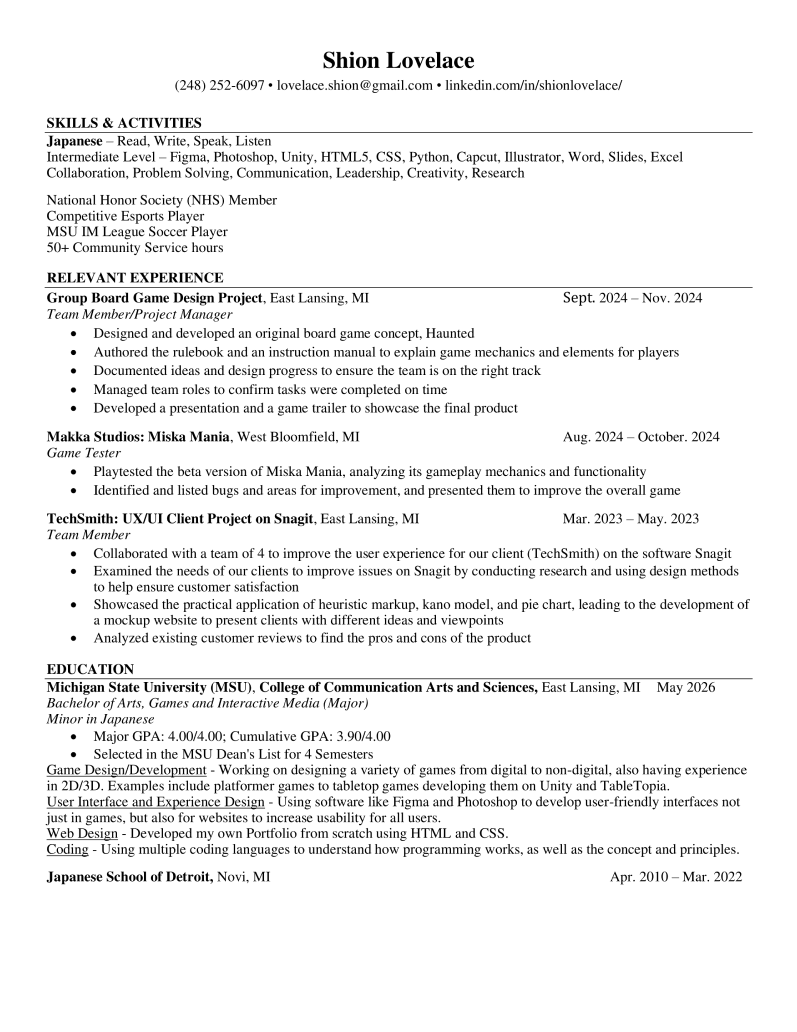 Shion Lovelace
(248) 252-6097 • lovelace.shion@gmail.com • linkedin.com/in/shionlovelace/
SKILLS & ACTIVITIES
Japanese – Read, Write, Speak, Listen
Intermediate Level – Figma, Photoshop, Unity, HTML5, CSS, Python, Capcut, Illustrator, Word, Slides, Excel
Collaboration, Problem Solving, Communication, Leadership, Creativity, Research
National Honor Society (NHS) Member
Competitive Esports Player
MSU IM League Soccer Player
50+ Community Service hours
RELEVANT EXPERIENCE
Group Board Game Design Project, East Lansing, MI Sept. 2024 – Nov. 2024
Team Member/Project Manager
• Designed and developed an original board game concept, Haunted
• Authored the rulebook and an instruction manual to explain game mechanics and elements for players
• Documented ideas and design progress to ensure the team is on the right track
• Managed team roles to confirm tasks were completed on time
• Developed a presentation and a game trailer to showcase the final product
Makka Studios: Miska Mania, West Bloomfield, MI Aug. 2024 – October. 2024
Game Tester
• Playtested the beta version of Miska Mania, analyzing its gameplay mechanics and functionality
• Identified and listed bugs and areas for improvement, and presented them to improve the overall game
TechSmith: UX/UI Client Project on Snagit, East Lansing, MI Mar. 2023 – May. 2023
Team Member
• Collaborated with a team of 4 to improve the user experience for our client (TechSmith) on the software Snagit
• Examined the needs of our clients to improve issues on Snagit by conducting research and using design methods
to help ensure customer satisfaction
• Showcased the practical application of heuristic markup, kano model, and pie chart, leading to the development of
a mockup website to present clients with different ideas and viewpoints
• Analyzed existing customer reviews to find the pros and cons of the product
EDUCATION
Michigan State University (MSU), College of Communication Arts and Sciences, East Lansing, MI May 2026
Bachelor of Arts, Games and Interactive Media (Major)
Minor in Japanese
• Major GPA: 4.00/4.00; Cumulative GPA: 3.90/4.00
• Selected in the MSU Dean's List for 4 Semesters
Game Design/Development - Working on designing a variety of games from digital to non-digital, also having experience
in 2D/3D. Examples include platformer games to tabletop games developing them on Unity and TableTopia.
User Interface and Experience Design - Using software like Figma and Photoshop to develop user-friendly interfaces not
just in games, but also for websites to increase usability for all users.
Web Design - Developed my own Portfolio from scratch using HTML and CSS.
Coding - Using multiple coding languages to understand how programming works, as well as the concept and principles.
Japanese School of Detroit, Novi, MI Apr. 2010 – Mar. 2022